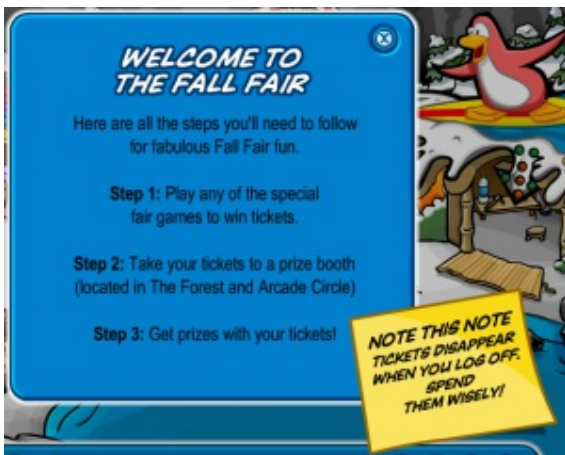 WELCOME TO
THE FALL FAIR
Here are all the steps you'll need to follow
for fabulous Fall Fair fun.
Step 1: Play any of the special
fair games to win tickets.
Step 2: Take your tickets to a prize booth
(located in The Forest and Arcade Circle)
Step 3: Get prizes with your tickets!
NOTE THIS NOTE
TICKETS DISAPPEAR
WHEN YOU LOG OFF.
SPEND
THEM WISELY!